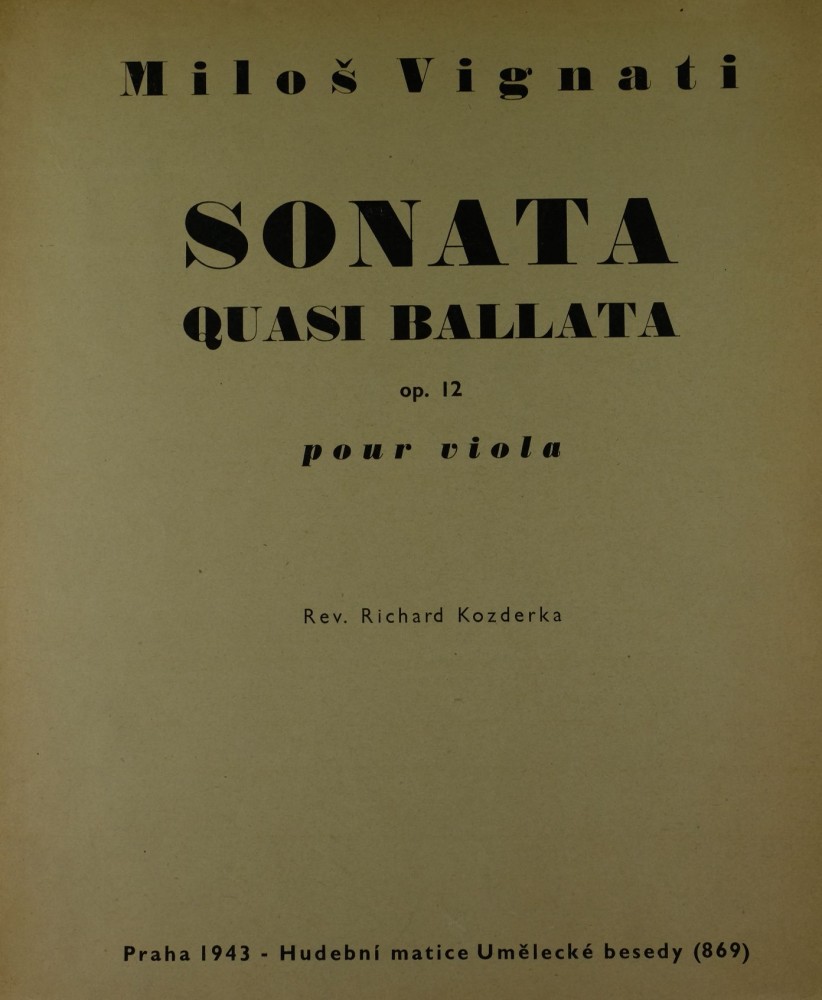 Miloš Vignati
SONATA
QUASI BALLATA
op. 12
pour viola
Rev. Richard Kozderka
Praha 1943 - Hudební matice Umělecké besedy (869)